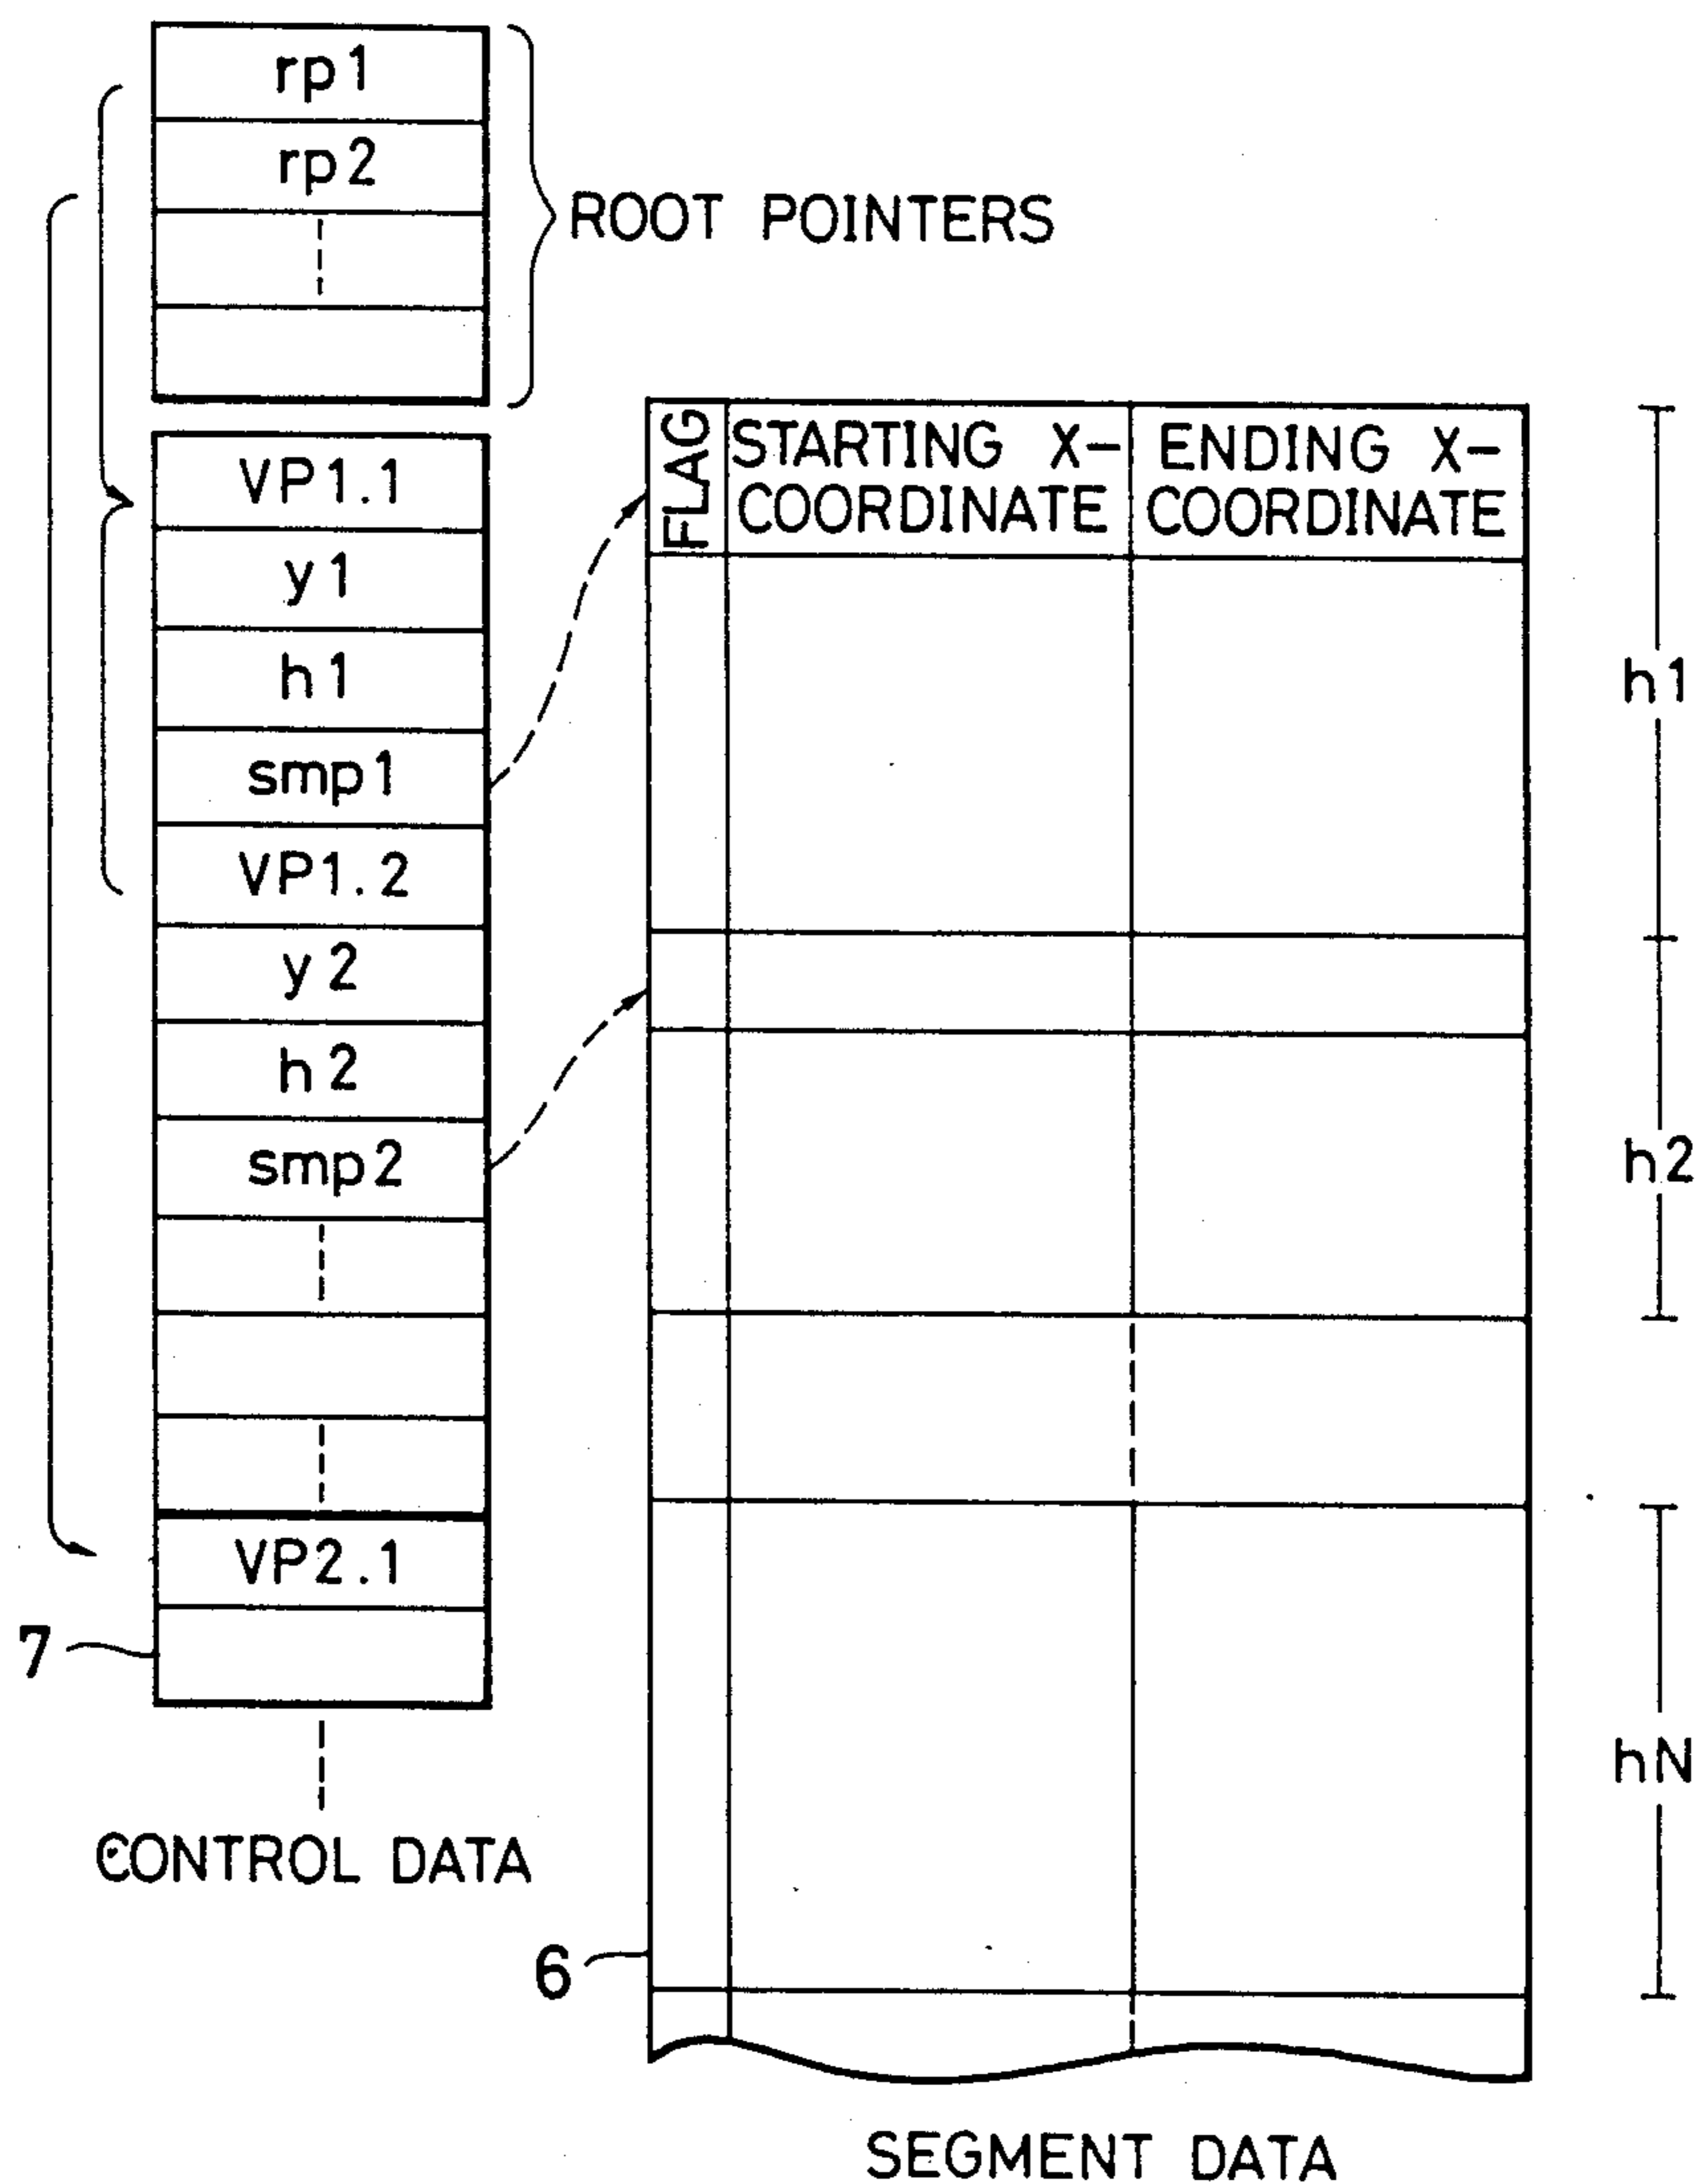 rp1
rp2
ROOT POINTERS
VP1.1
y1
h1
smp1
VP1.2
y2
h2
smp2
VP2.1
7
CONTROL DATA
FLAG
STARTING X-
COORDINATE
ENDING X-
COORDINATE
6
SEGMENT DATA
h1
h2
hN